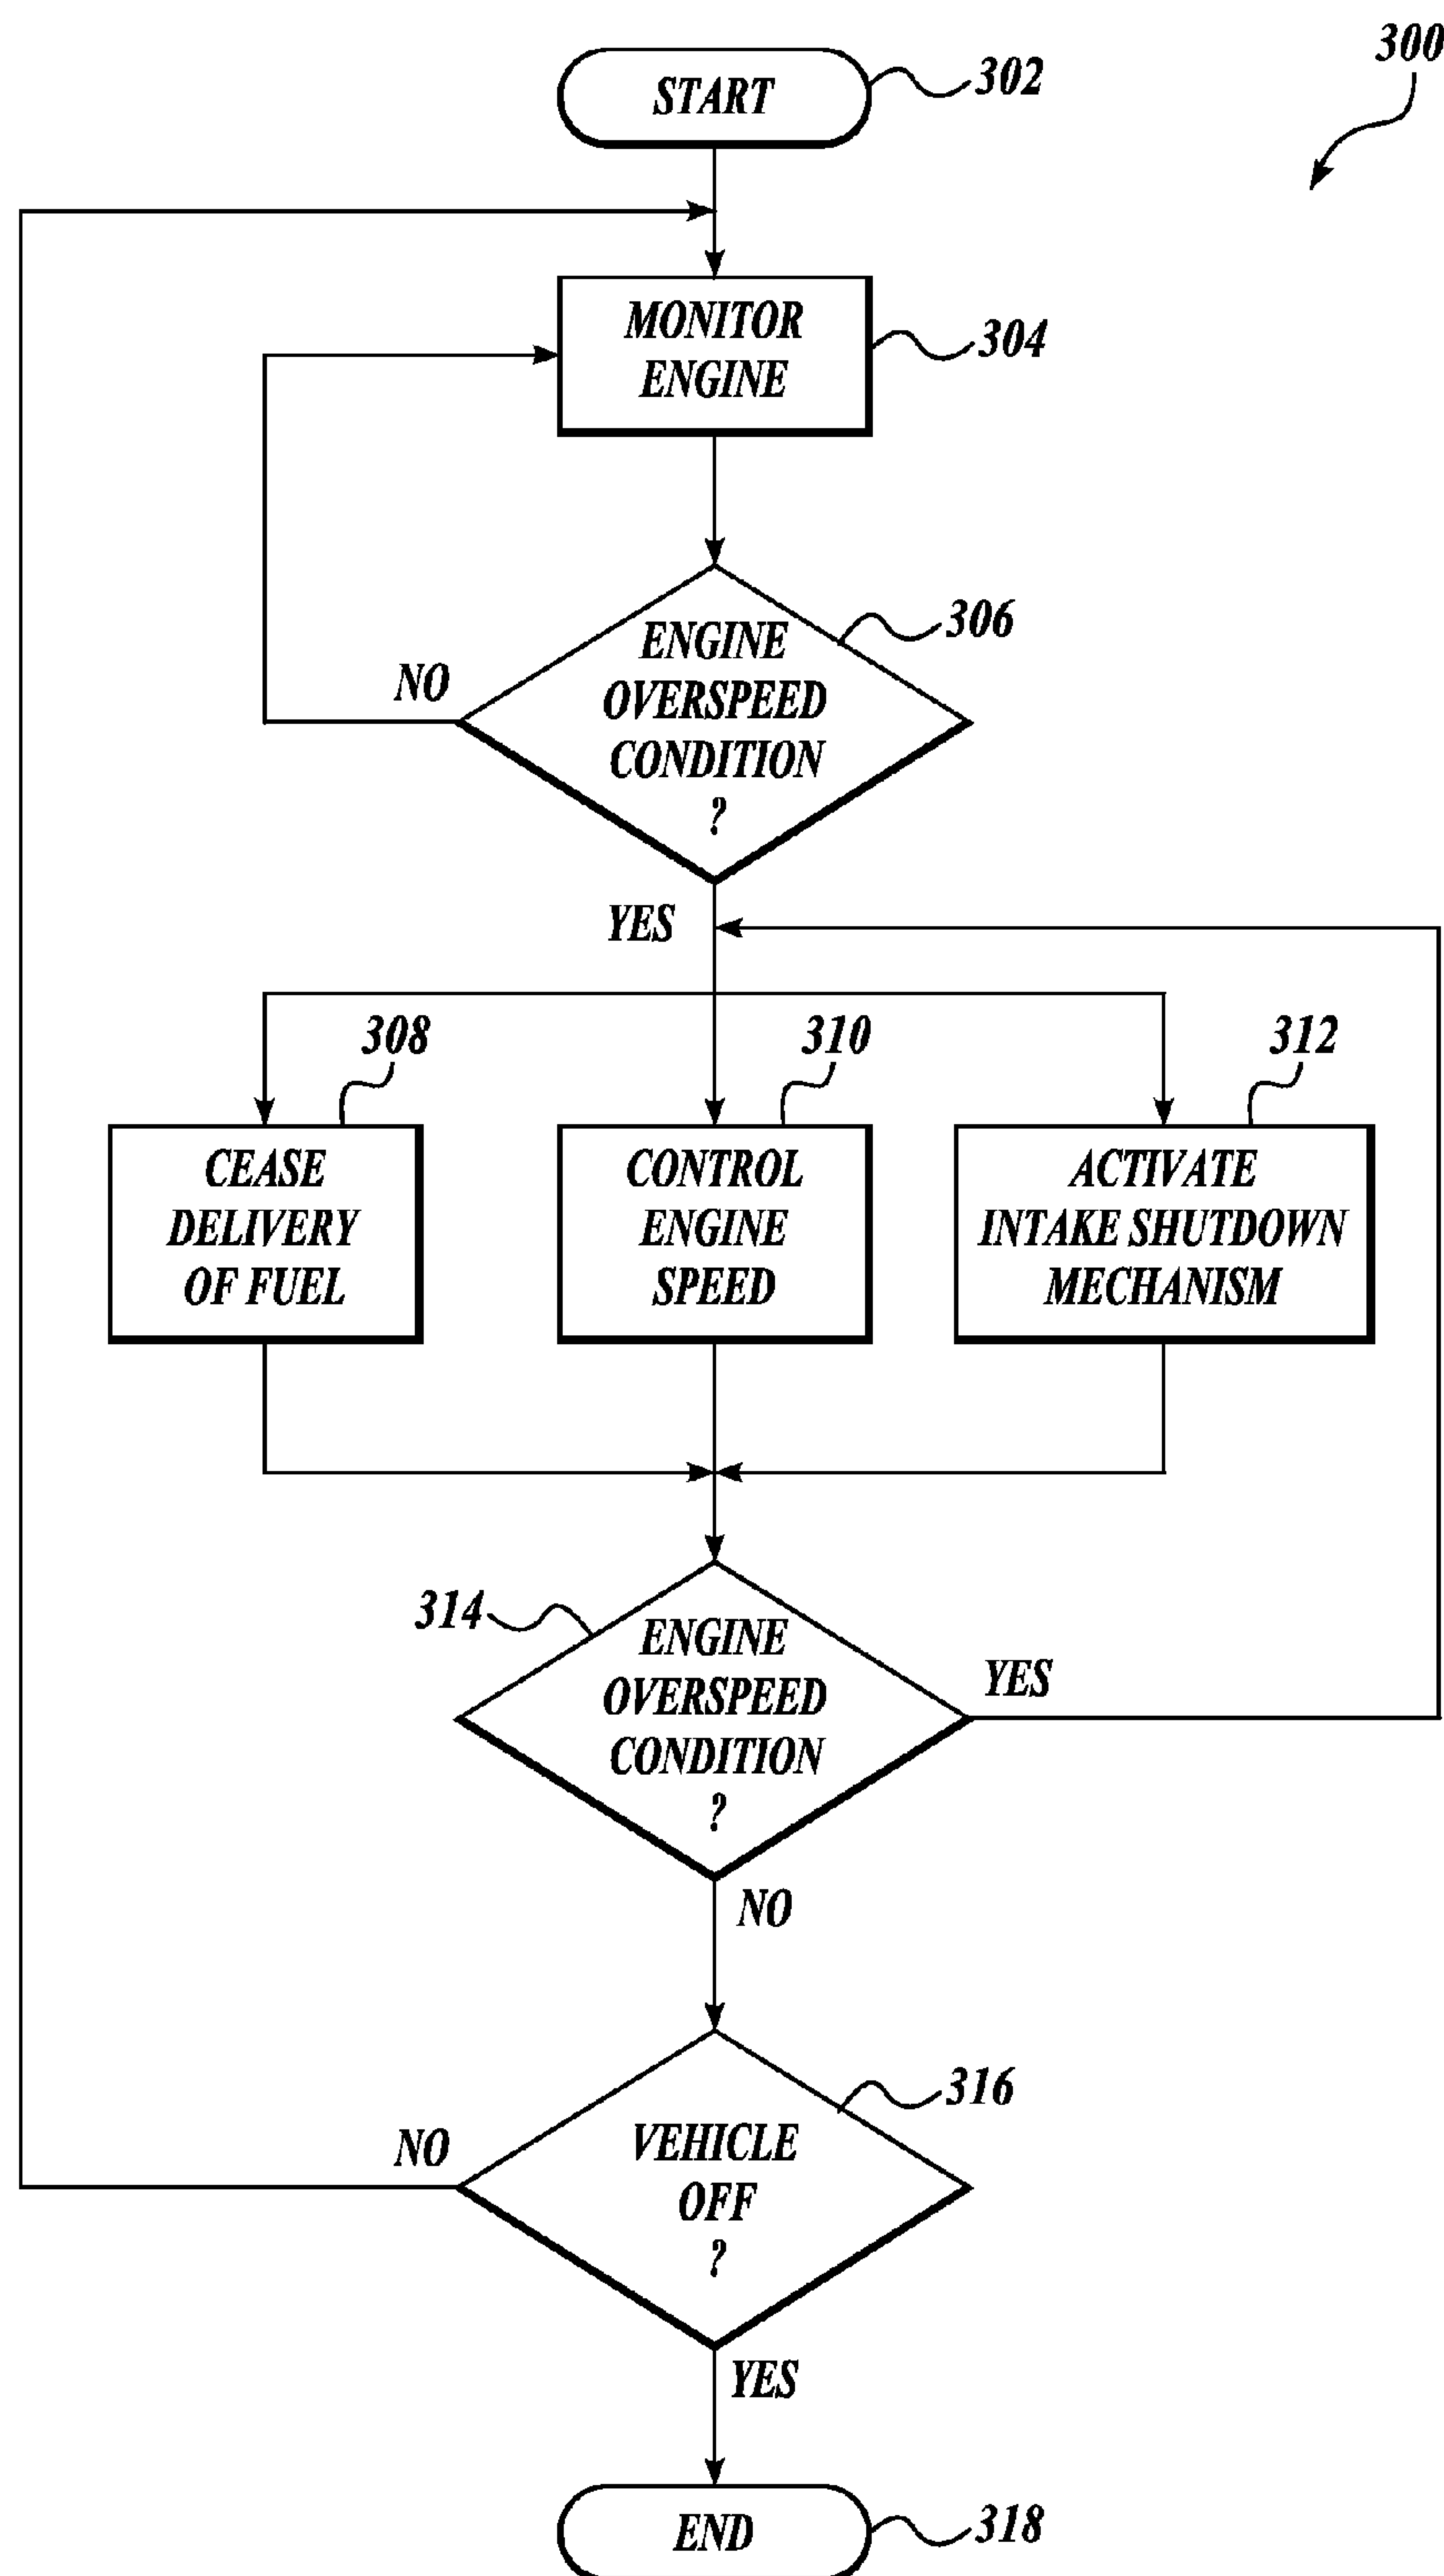 300
START
302
MONITOR
ENGINE
304
ENGINE
OVERSPEED
CONDITION
?
306
NO
YES
308
310
312
CEASE
DELIVERY
OF FUEL
CONTROL
ENGINE
SPEED
ACTIVATE
INTAKE SHUTDOWN
MECHANISM
314
ENGINE
OVERSPEED
CONDITION
?
YES
NO
316
NO
VEHICLE
OFF
?
YES
END
318